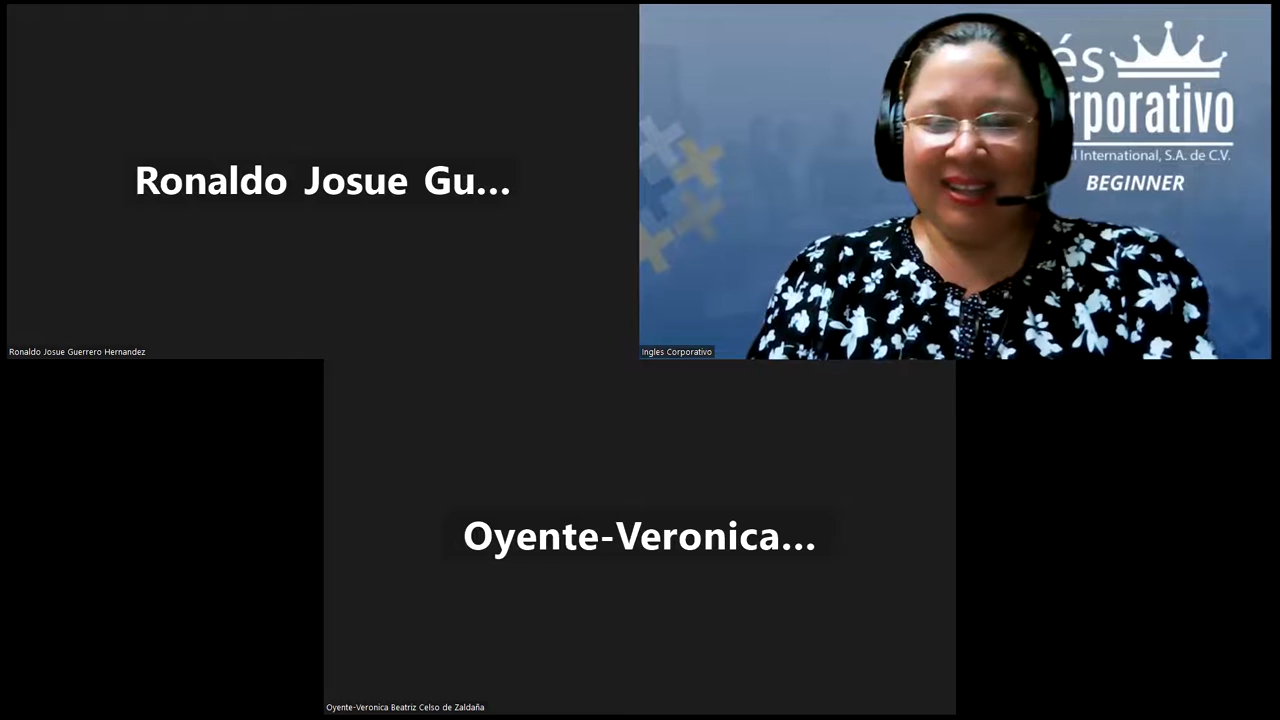 Ronaldo Josue Gu...
Ronaldo Josue Guerrero Hernandez
és
rporativo
l International, S.A. de C.V.
BEGINNER
Ingles Corporativo
Oyente-Veronica...
Oyente-Veronica Beatriz Celso de Zaldaña